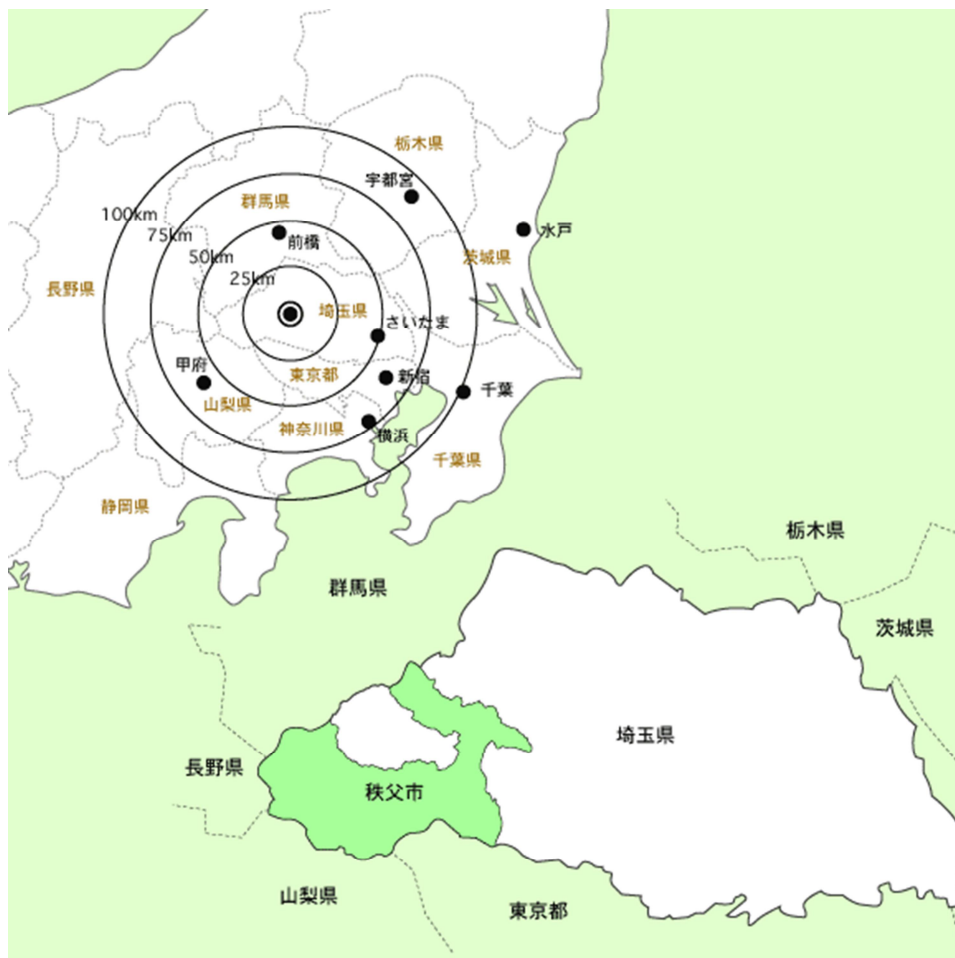 栃木県
宇都宮
群馬県
100km
75km
水戸
前橋
50km
茨城県
25km
長野県
埼玉県
さいたま
甲府
東京都
新宿
千葉
山梨県
神奈川県
横浜
千葉県
静岡県
栃木県
群馬県
茨城県
埼玉県
長野県
秩父市
山梨県
東京都